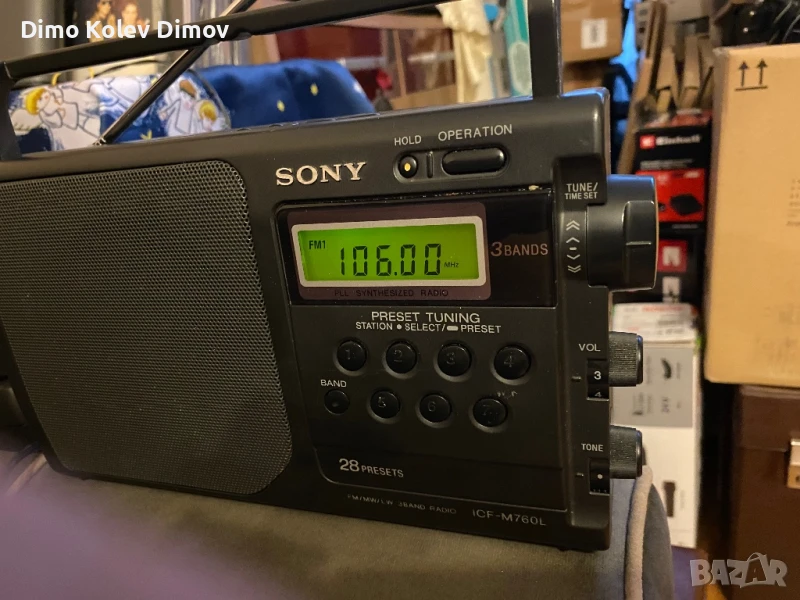 Dimo Kolev Dimov
HOLD OPERATION
SONY
TUNE/
TIME SET
FM1
106.00 MHz
3 BANDS
PLL SYNTHESIZED RADIO
PRESET TUNING
STATION ● SELECT/ PRESET
1 2 3 4
BAND
5 6 7
VOL
3
4
TONE
28 PRESETS
FM/MW/LW 3BAND RADIO ICF-M760L
Einhell
BAZAR